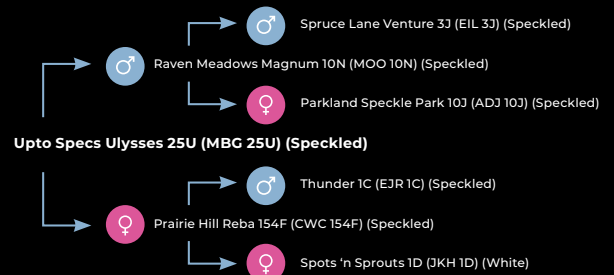 Spruce Lane Venture 3J (EIL 3J) (Speckled)
Raven Meadows Magnum 10N (MOO 10N) (Speckled)
Parkland Speckle Park 10J (ADJ 10J) (Speckled)
Upto Specs Ulysses 25U (MBG 25U) (Speckled)
Thunder 1C (EJR 1C) (Speckled)
Prairie Hill Reba 154F (CWC 154F) (Speckled)
Spots ‘n Sprouts 1D (JKH 1D) (White)